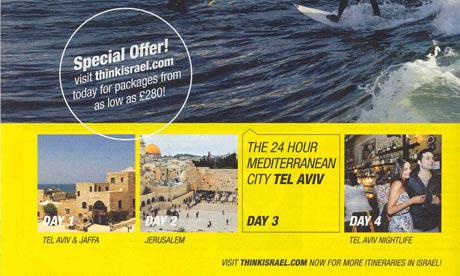 Special Offer!
visit thinkisrael.com
today for packages from
as low as £280!
DAY 1
TEL AVIV & JAFFA
DAY 2
JERUSALEM
THE 24 HOUR
MEDITERRANEAN
CITY TEL AVIV
DAY 3
DAY 4
TEL AVIV NIGHTLIFE
VISIT THINKISRAEL.COM NOW FOR MORE ITINERARIES IN ISRAEL!